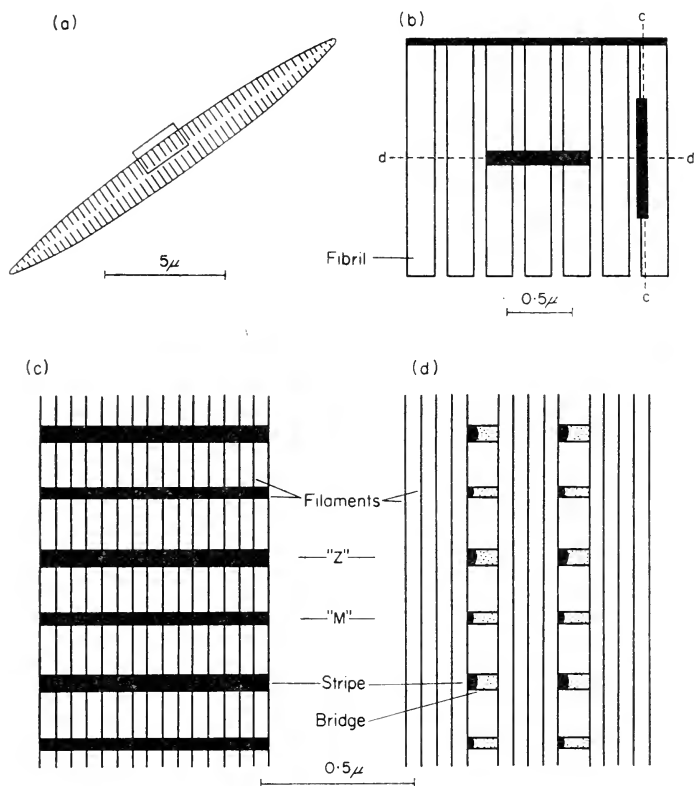 (a)
5μ
(b)
c
d
d
Fibril
c
0·5μ
(c)
(d)
Filaments
"Z"
"M"
Stripe
Bridge
0·5μ